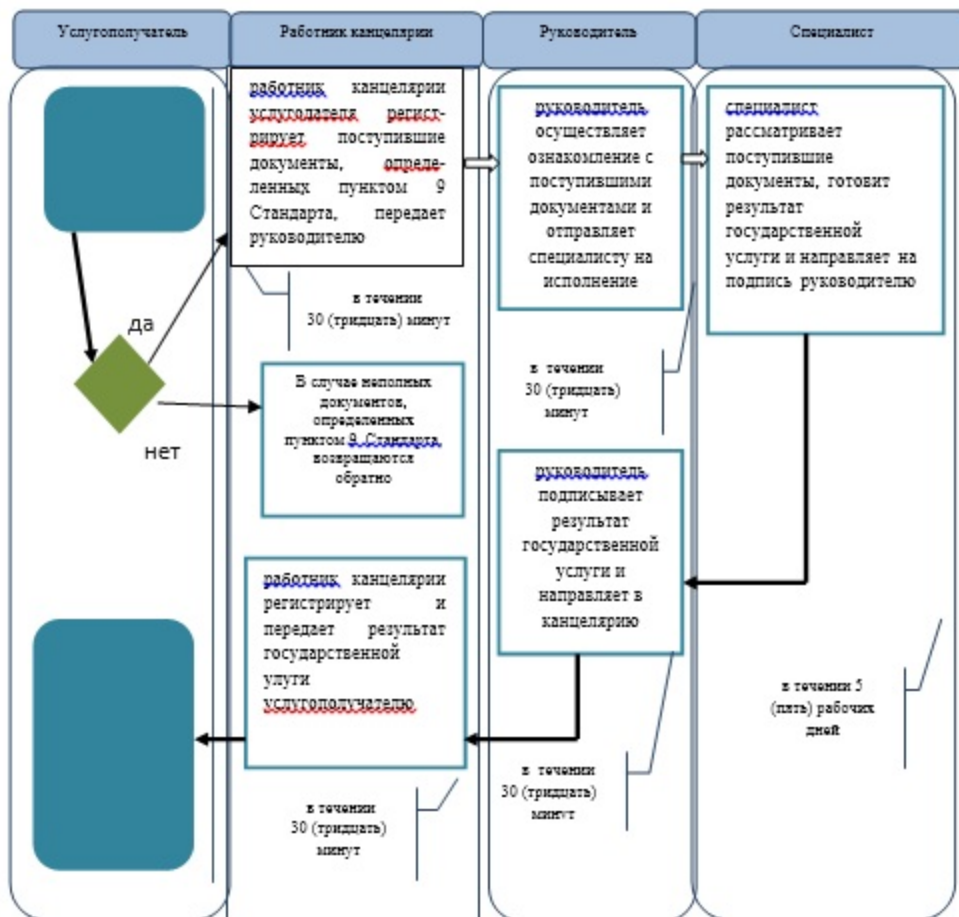 Услугополучатель
Работник канцелярии
Руководитель
Специалист
работник канцелярии
услугодателя регист-
рирует поступившие
документы, опреде-
ленных пунктом 9
Стандарта, передает
руководителю
руководитель
осуществляет
ознакомление с
поступившими
документами и
отправляет
специалисту на
исполнение
специалист
рассматривает
поступившие
документы, готовит
результат
государственной
услуги и направляет на
подпись руководителю
в течении
30 (тридцать) минут
да
нет
В случае неполных
документов,
определенных
пунктом 9 Стандарта,
возвращаются
обратно
в течении
30 (тридцать)
минут
руководитель
подписывает
результат
государственной
услуги и
направляет в
канцелярию
работник канцелярии
регистрирует и
передает результат
государственной
улуги
услугополучателю
в течении 5
(пять) рабочих
дней
в течении
30 (тридцать)
минут
в течении
30 (тридцать)
минут